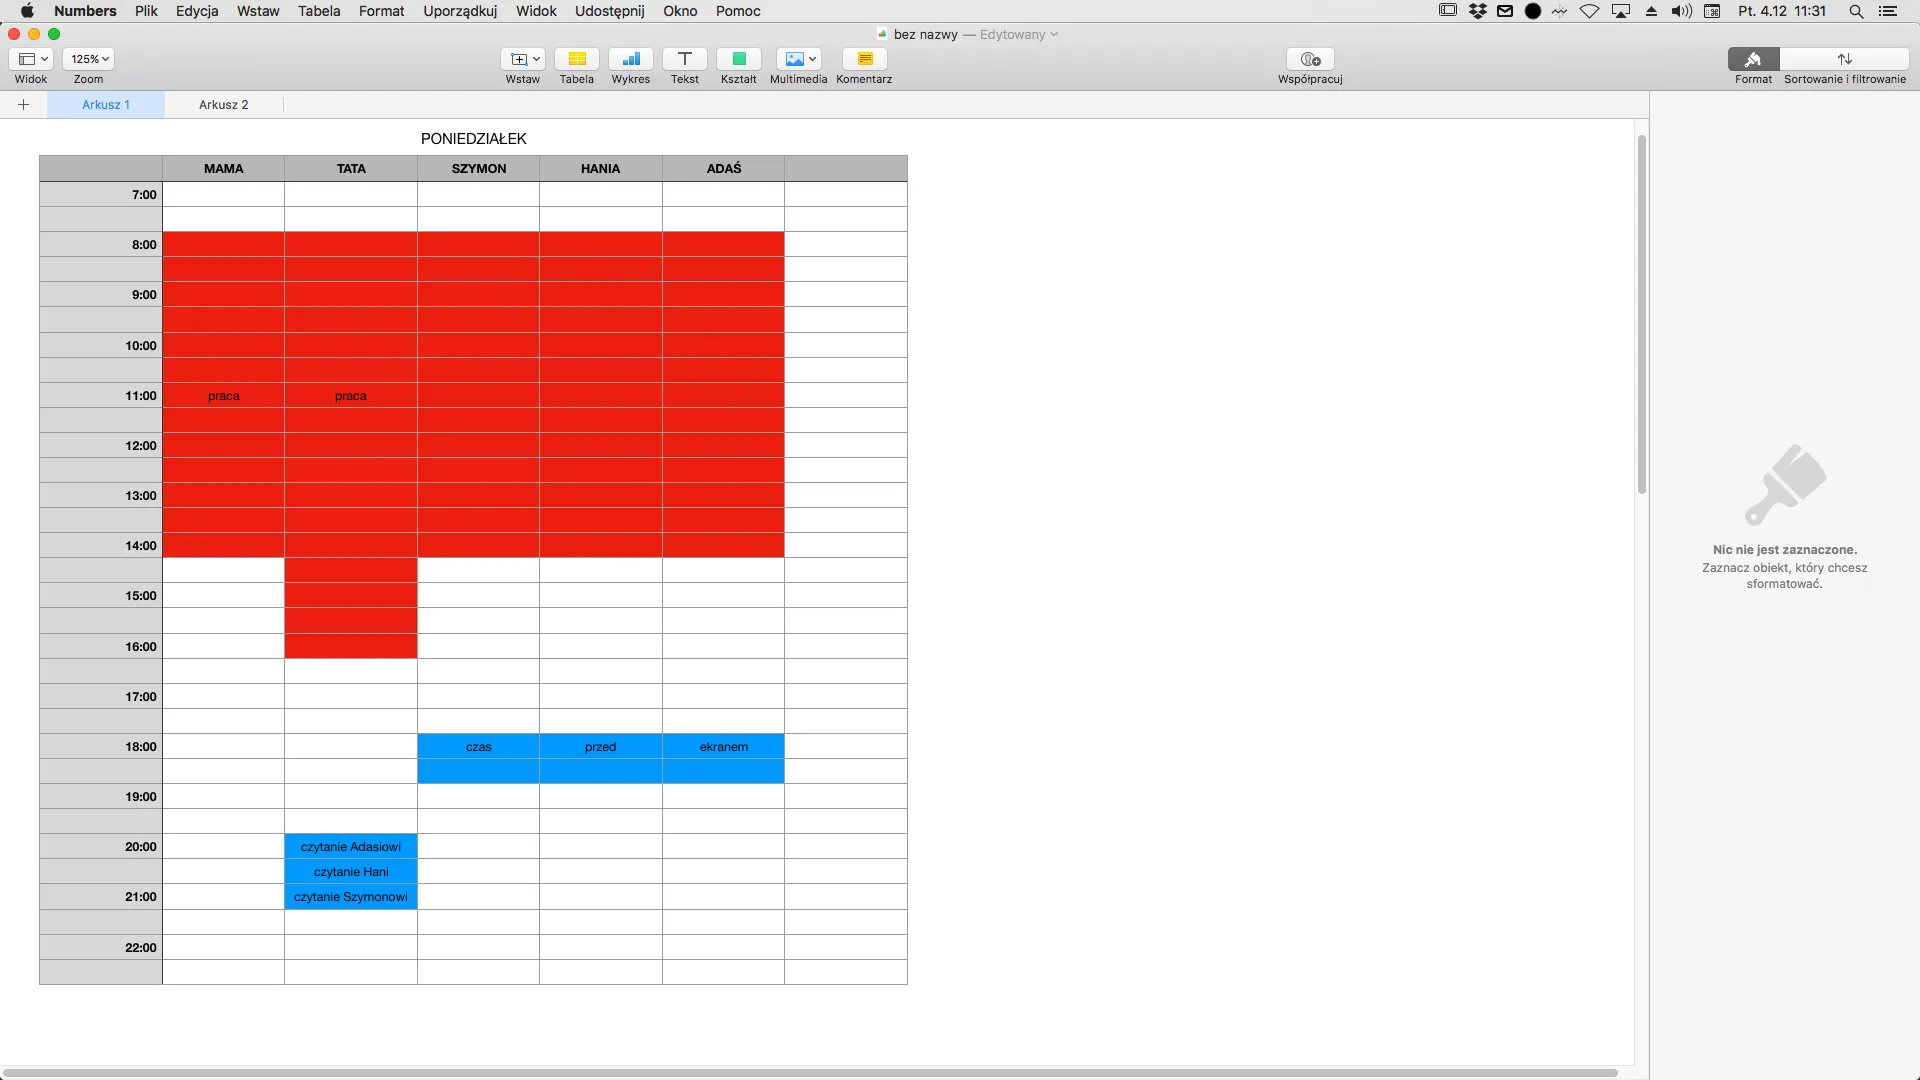 Numbers Plik Edycja Wstaw Tabela Format Uporządkuj Widok Udostępnij Okno Pomoc Pt. 4.12 11:31
bez nazwy — Edytowany
125%
Widok Zoom Wstaw Tabela Wykres Tekst Kształt Multimedia Komentarz Współpracuj Format Sortowanie i filtrowanie
Arkusz 1 Arkusz 2
PONIEDZIAŁEK
MAMA TATA SZYMON HANIA ADAŚ
7:00
8:00
9:00
10:00
11:00 praca praca
12:00
13:00
14:00
15:00
16:00
17:00
18:00 czas przed ekranem
19:00
20:00 czytanie Adasiowi
czytanie Hani
21:00 czytanie Szymonowi
22:00
Nic nie jest zaznaczone.
Zaznacz obiekt, który chcesz
sformatować.